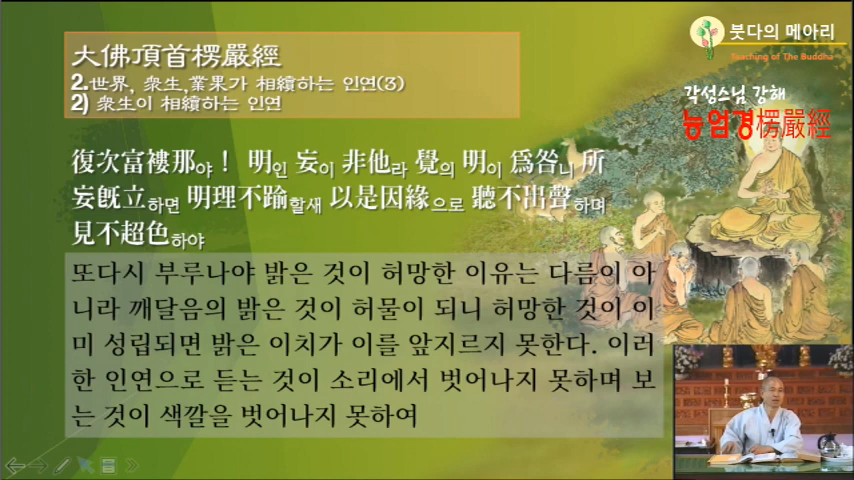 大佛頂首楞嚴經
2.世界, 衆生,業果가 相續하는 인연(3)
2) 衆生이 相續하는 인연
붓다의 메아리
Teaching of The Buddha
각성스님 강해
능엄경楞嚴經
復次富褸那야 ! 明인 妄이 非他라 覺의 明이 爲咎니 所
妄旣立하면 明理不踰할새 以是因緣으로 聽不出聲하며
見不超色하야
또다시 부루나야 밝은 것이 허망한 이유는 다름이 아
니라 깨달음의 밝은 것이 허물이 되니 허망한 것이 이
미 성립되면 밝은 이치가 이를 앞지르지 못한다. 이러
한 인연으로 듣는 것이 소리에서 벗어나지 못하며 보
는 것이 색깔을 벗어나지 못하여